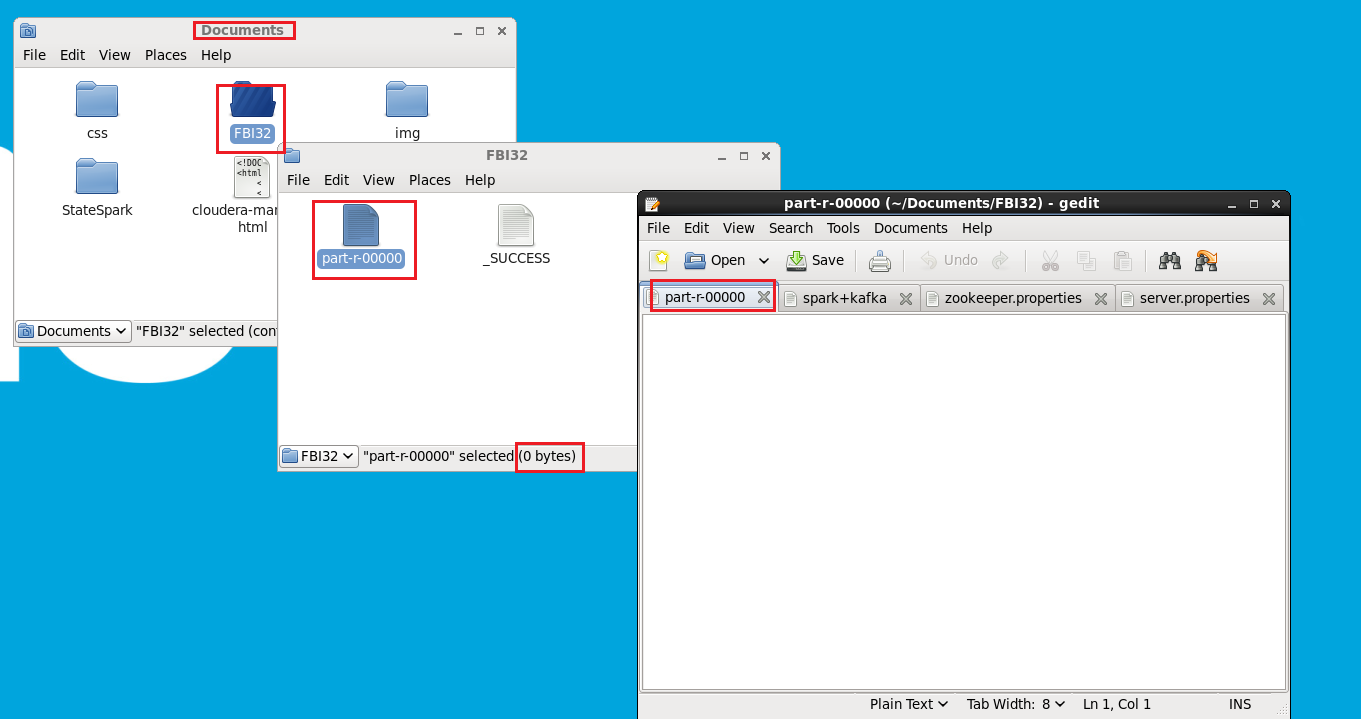 Documents
File Edit View Places Help
css FBI32 img
<!DOC
<html
<
<
StateSpark cloudera-man
html
Documents "FBI32" selected (con
FBI32
File Edit View Places Help
part-r-00000 _SUCCESS
FBI32 "part-r-00000" selected (0 bytes)
part-r-00000 (~/Documents/FBI32) - gedit
File Edit View Search Tools Documents Help
Open Save Undo
part-r-00000 spark+kafka zookeeper.properties server.properties
Plain Text Tab Width: 8 Ln 1, Col 1 INS